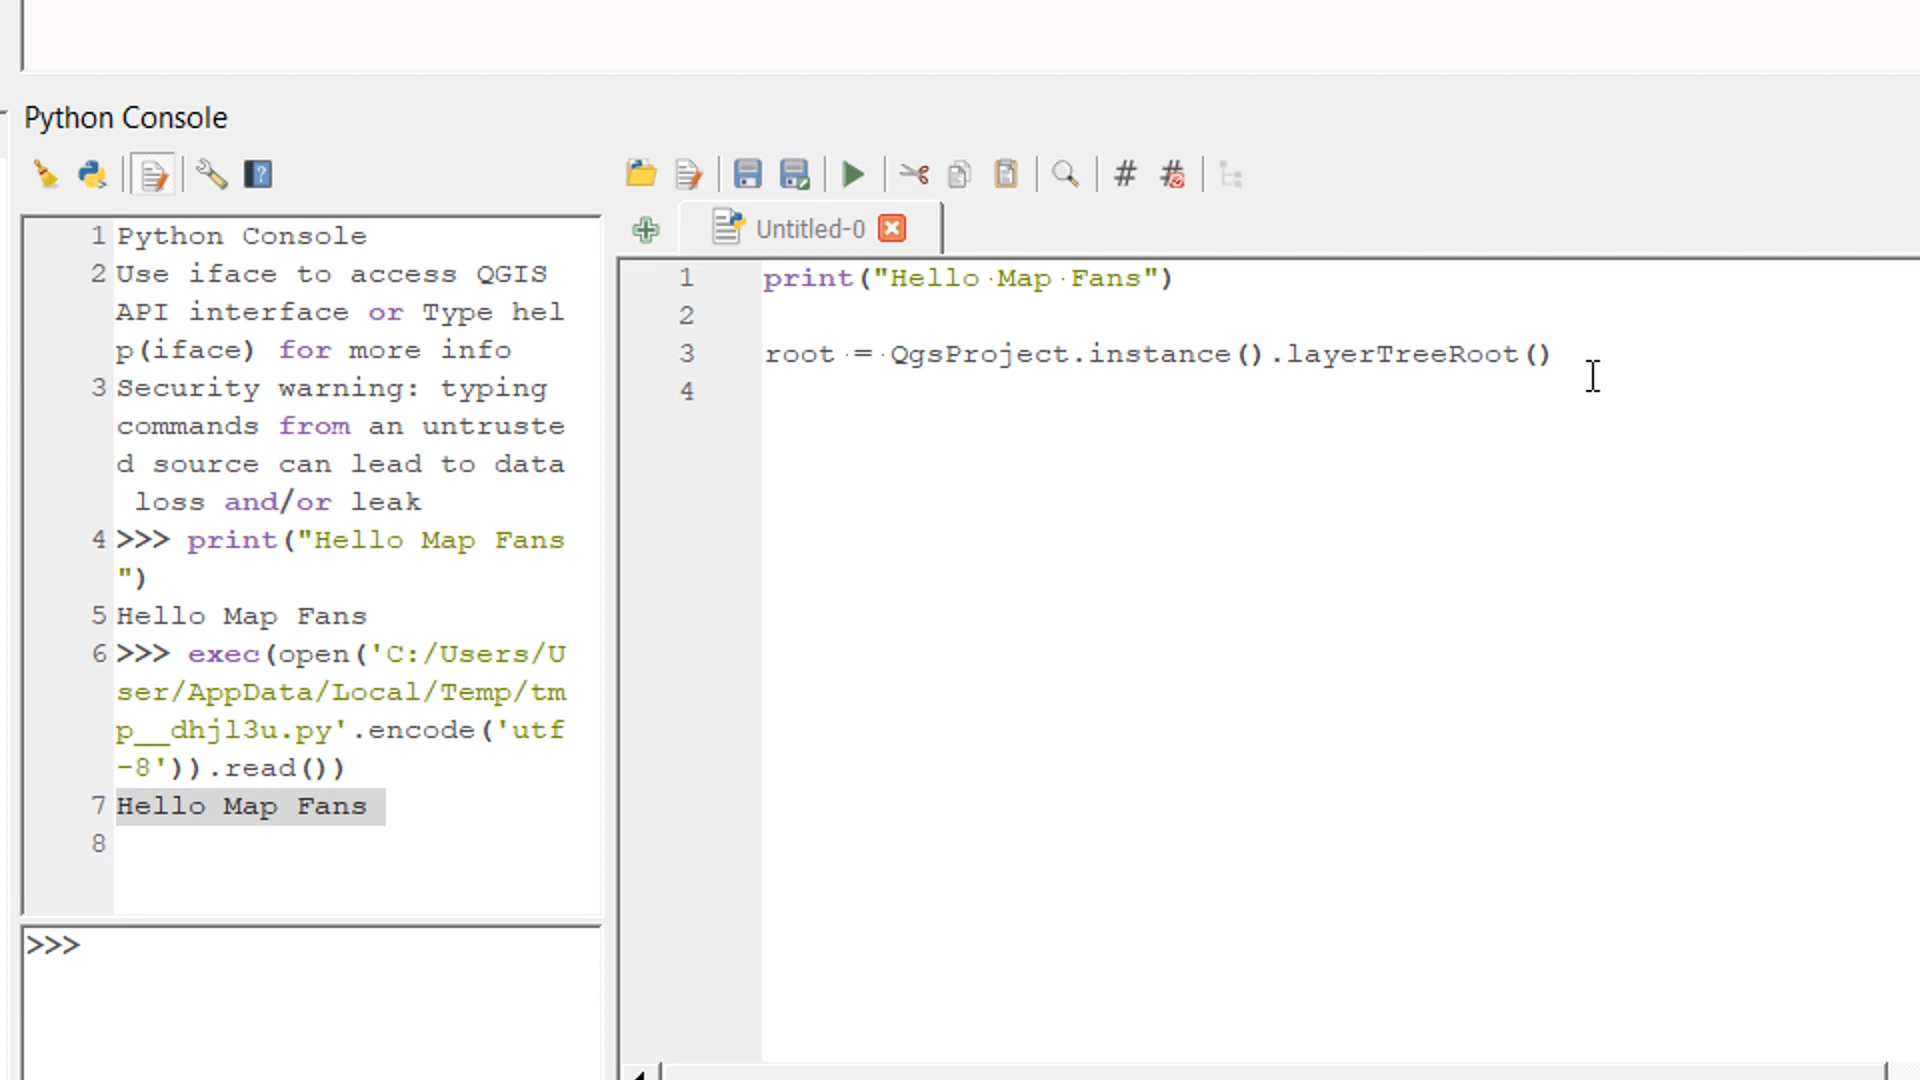 Python Console
Untitled-0
1 Python Console
2 Use iface to access QGIS
API interface or Type hel
p(iface) for more info
3 Security warning: typing
commands from an untruste
d source can lead to data
loss and/or leak
4 >>> print("Hello Map Fans
")
5 Hello Map Fans
6 >>> exec(open('C:/Users/U
ser/AppData/Local/Temp/tm
p__dhjl3u.py'.encode('utf
-8')).read())
7 Hello Map Fans
8
>>>
1 print("Hello·Map·Fans")
2
3 root·=·QgsProject.instance().layerTreeRoot()
4